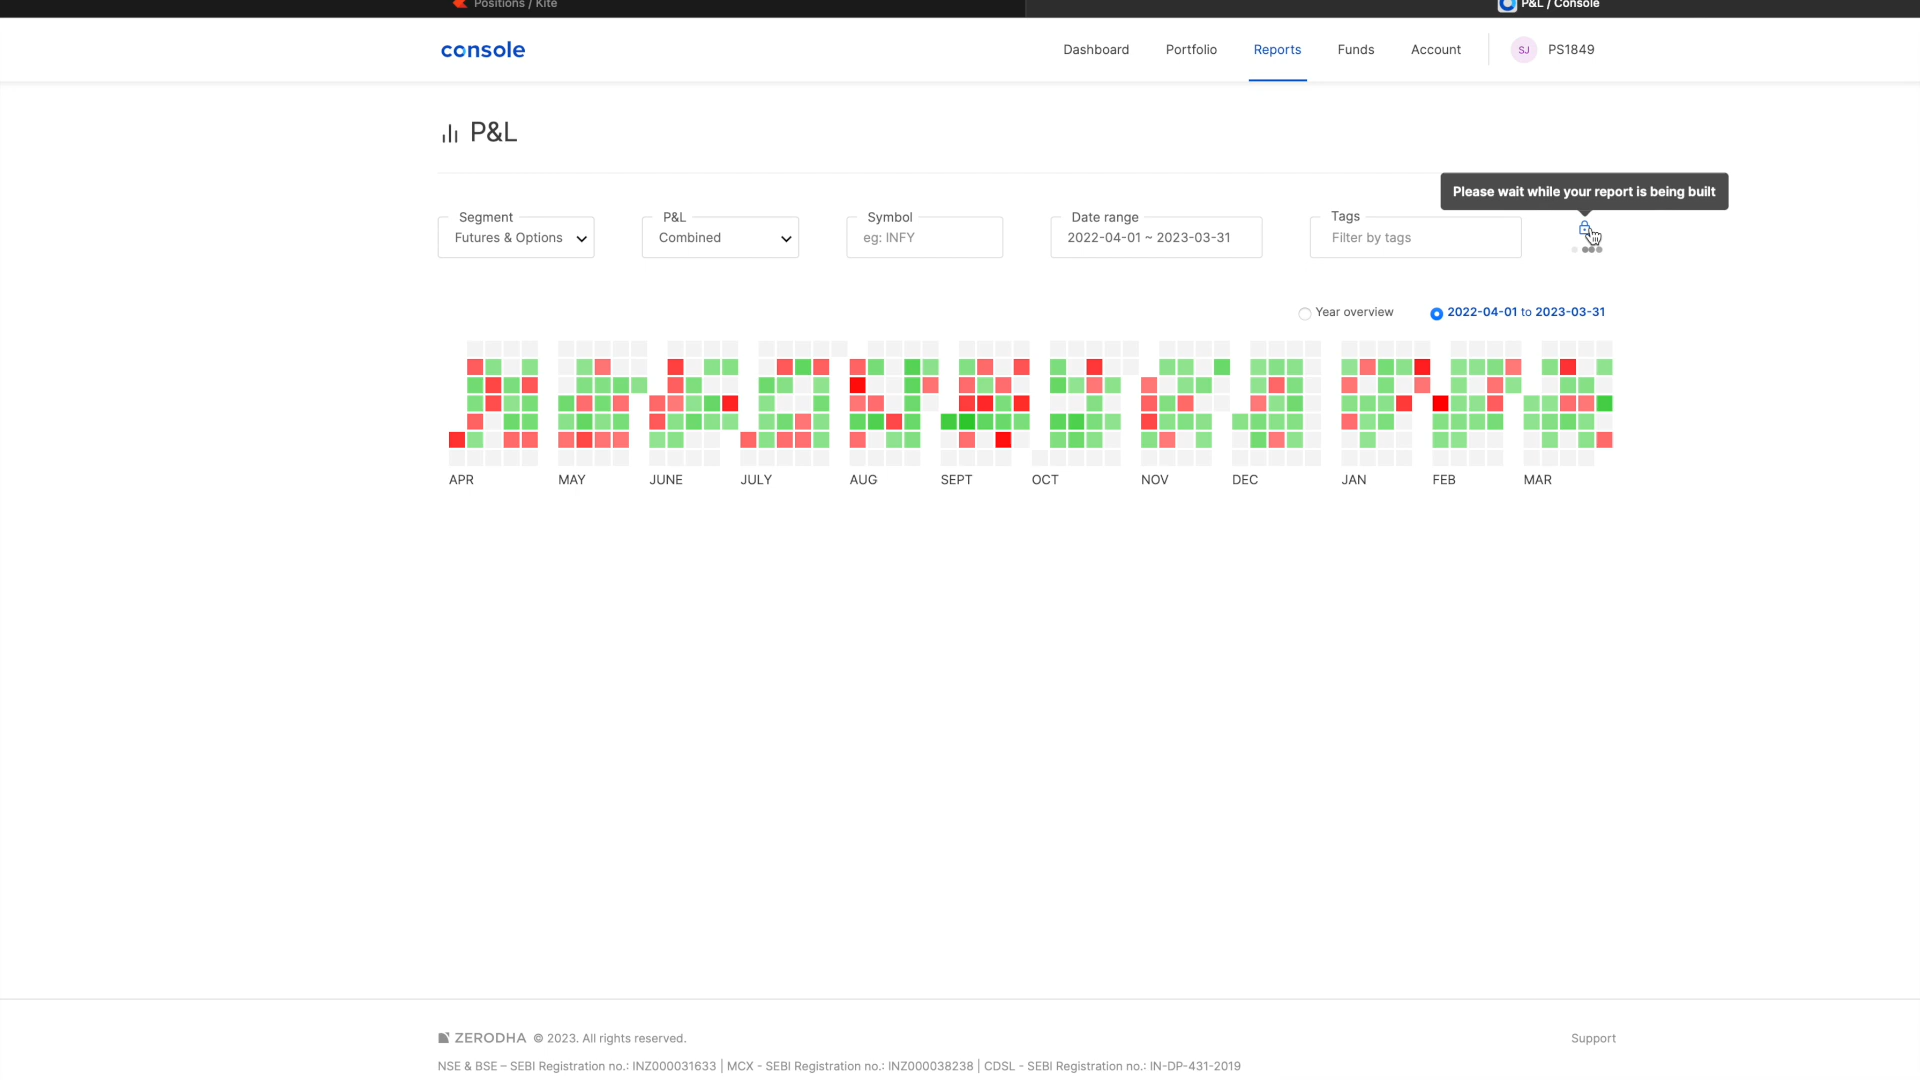 Positions / Kite
P&L / Console
console
Dashboard
Portfolio
Reports
Funds
Account
SJ
PS1849
P&L
Please wait while your report is being built
Segment
Futures & Options
P&L
Combined
Symbol
eg: INFY
Date range
2022-04-01 ~ 2023-03-31
Tags
Filter by tags
Year overview
2022-04-01 to 2023-03-31
APR
MAY
JUNE
JULY
AUG
SEPT
OCT
NOV
DEC
JAN
FEB
MAR
ZERODHA © 2023. All rights reserved.
Support
NSE & BSE – SEBI Registration no.: INZ000031633 | MCX - SEBI Registration no.: INZ000038238 | CDSL - SEBI Registration no.: IN-DP-431-2019